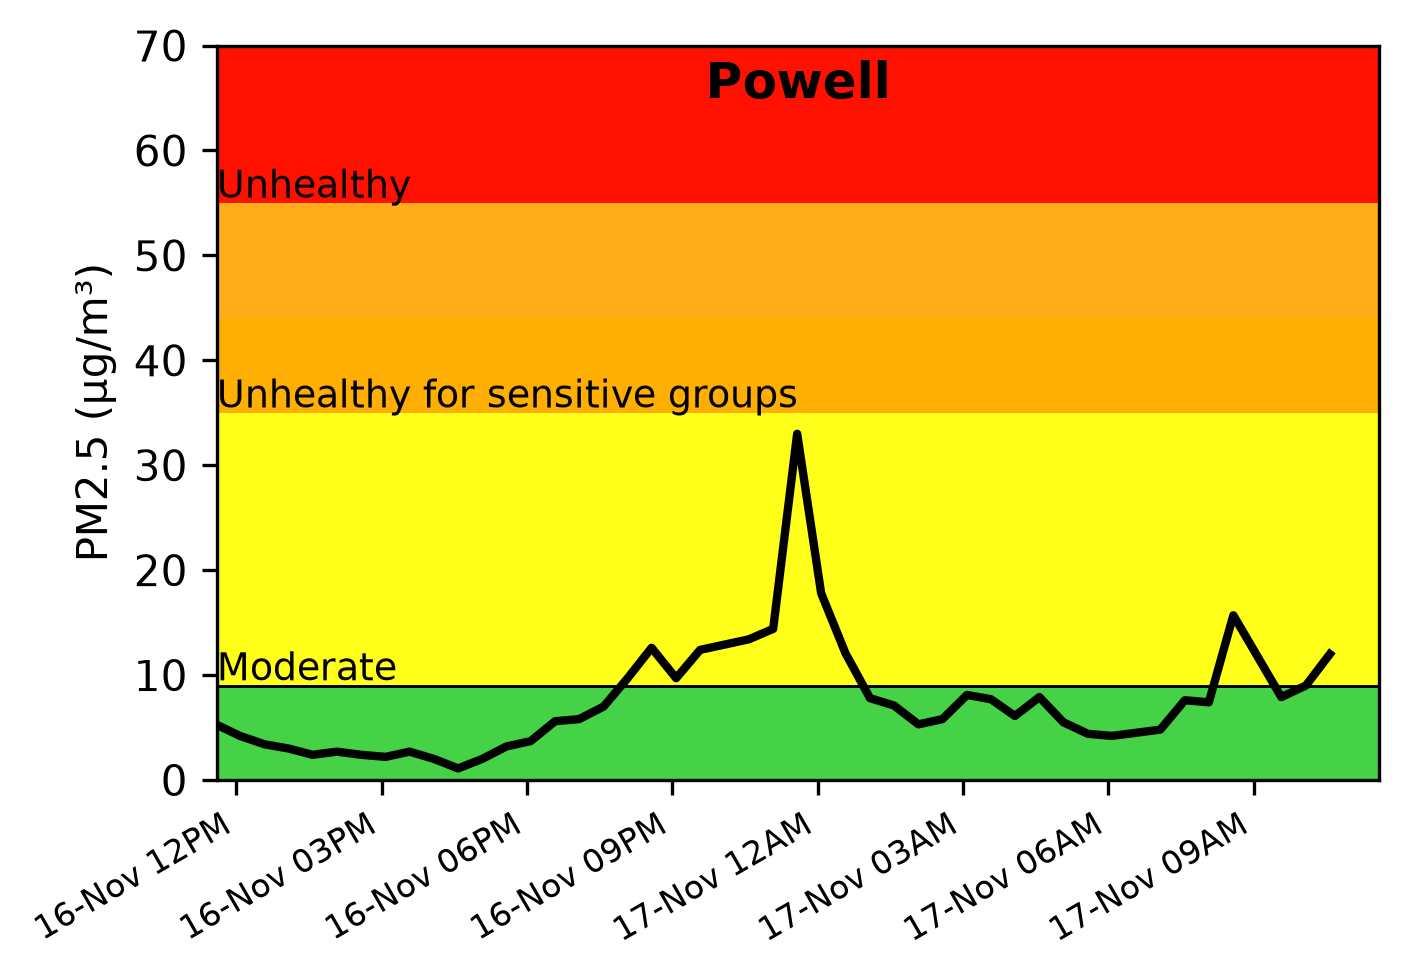 Powell
PM2.5 (µg/m³)
70
60
50
40
30
20
10
0
Unhealthy
Unhealthy for sensitive groups
Moderate
16-Nov 12PM
16-Nov 03PM
16-Nov 06PM
16-Nov 09PM
17-Nov 12AM
17-Nov 03AM
17-Nov 06AM
17-Nov 09AM